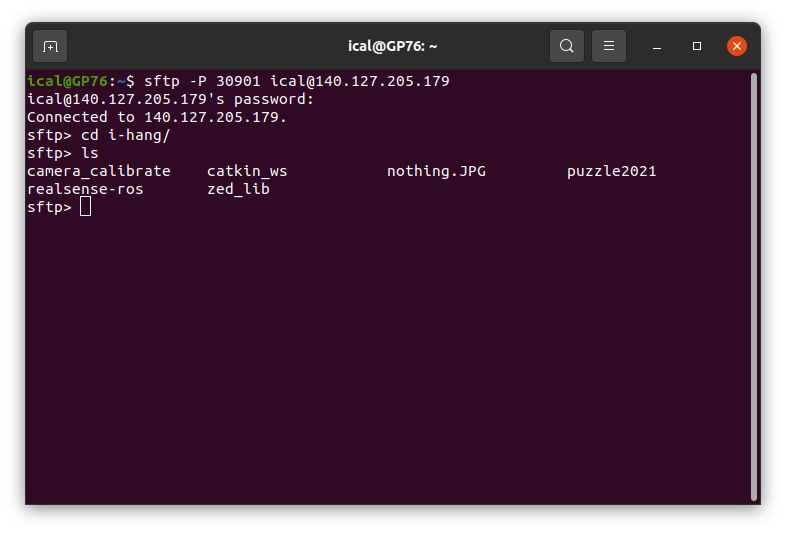 ical@GP76: ~
ical@GP76:~$ sftp -P 30901 ical@140.127.205.179
ical@140.127.205.179's password:
Connected to 140.127.205.179.
sftp> cd i-hang/
sftp> ls
camera_calibrate    catkin_ws           nothing.JPG         puzzle2021
realsense-ros       zed_lib
sftp>